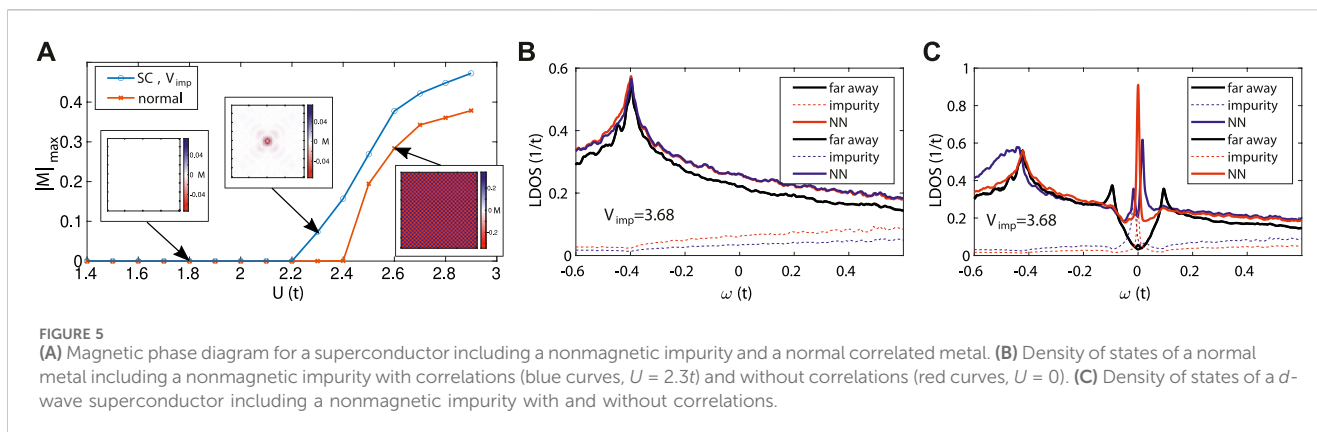 A
|M|max
SC , Vimp
normal
0.4
0.3
0.2
0.1
0
1.4 1.6 1.8 2 2.2 2.4 2.6 2.8 3
U (t)
0.04
0 M
-0.04
0.04
0 M
-0.04
0.2
0 M
-0.2
B
LDOS (1/t)
0.6
0.4
0.2
0
far away
impurity
NN
far away
impurity
NN
Vimp=3.68
-0.6 -0.4 -0.2 0 0.2 0.4
ω (t)
C
LDOS (1/t)
1
0.8
0.6
0.4
0.2
0
far away
impurity
NN
far away
impurity
NN
Vimp=3.68
-0.6 -0.4 -0.2 0 0.2 0.4
ω (t)
FIGURE 5
(A) Magnetic phase diagram for a superconductor including a nonmagnetic impurity and a normal correlated metal. (B) Density of states of a normal
metal including a nonmagnetic impurity with correlations (blue curves, U = 2.3t) and without correlations (red curves, U = 0). (C) Density of states of a d-
wave superconductor including a nonmagnetic impurity with and without correlations.